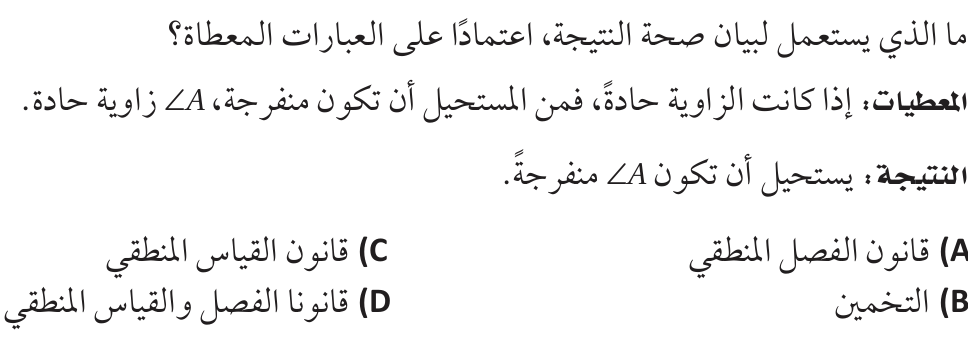 ما الذي يستعمل لبيان صحة النتيجة، اعتمادًا على العبارات المعطاة؟
المعطيات: إذا كانت الزاوية حادةً، فمن المستحيل أن تكون منفرجة، ∠A زاوية حادة.
النتيجة: يستحيل أن تكون ∠A منفرجةً.
A) قانون الفصل المنطقي C) قانون القياس المنطقي
B) التخمين D) قانونا الفصل والقياس المنطقي